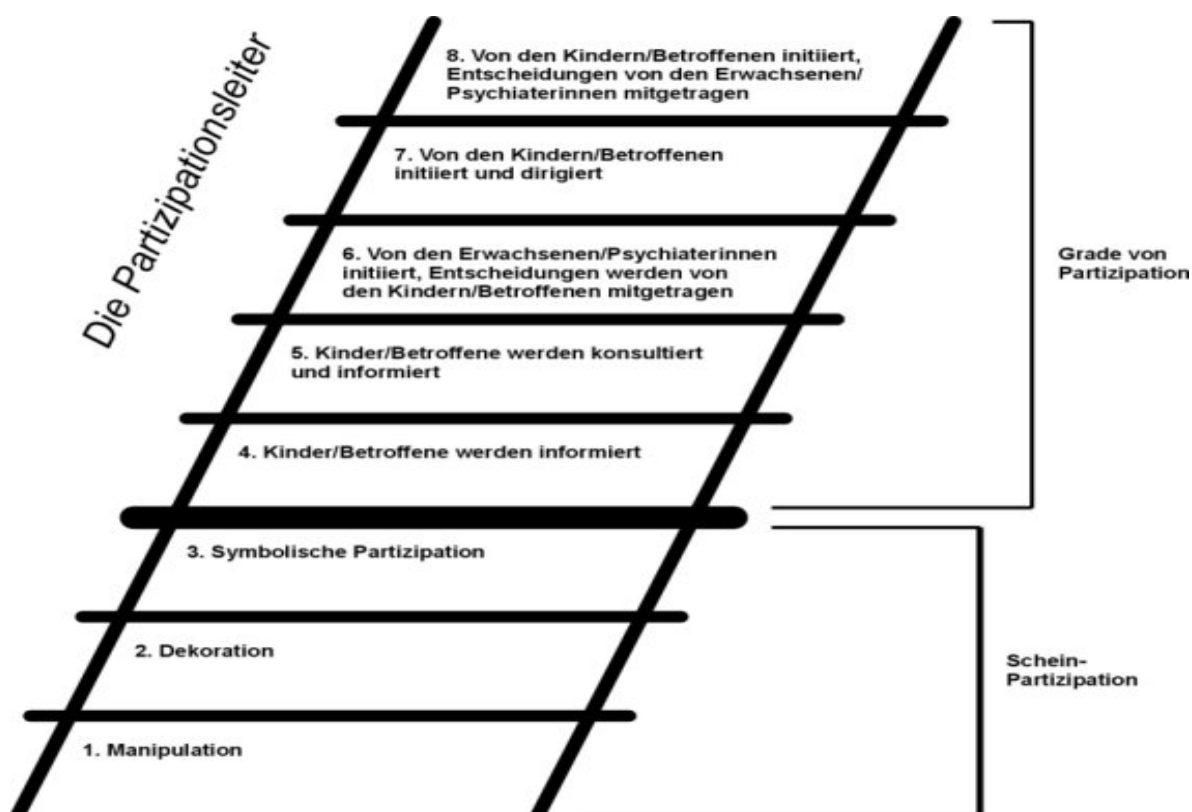 Die Partizipationsleiter
8. Von den Kindern/Betroffenen initiiert,
Entscheidungen von den Erwachsenen/
Psychiaterinnen mitgetragen
7. Von den Kindern/Betroffenen
initiiert und dirigiert
6. Von den Erwachsenen/Psychiaterinnen
initiiert, Entscheidungen werden von
den Kindern/Betroffenen mitgetragen
5. Kinder/Betroffene werden konsultiert
und informiert
4. Kinder/Betroffene werden informiert
3. Symbolische Partizipation
2. Dekoration
1. Manipulation
Grade von
Partizipation
Schein-
Partizipation